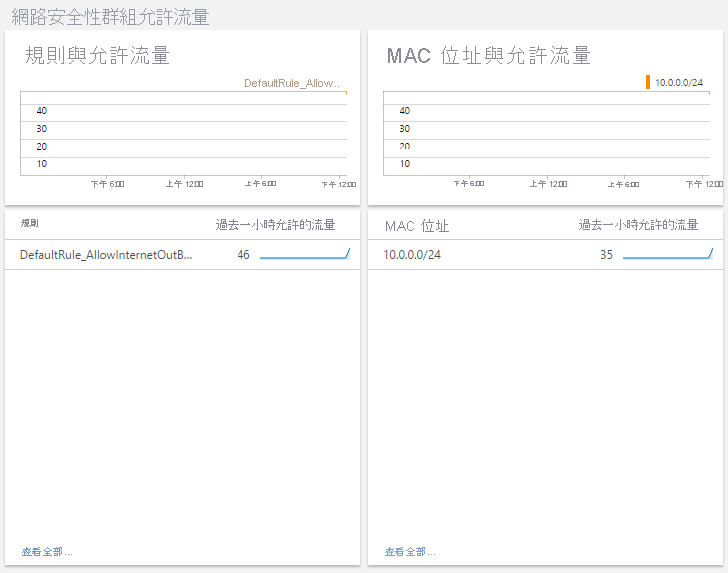 網路安全性群組允許流量
規則與允許流量
DefaultRule_Allow...
40
30
20
10
下午 6:00 上午 12:00 上午 6:00 下午 12:00
規則 過去一小時允許的流量
DefaultRule_AllowInternetOutB... 46
查看全部...
MAC 位址與允許流量
10.0.0.0/24
40
30
20
10
下午 6:00 上午 12:00 上午 6:00 下午 12:00
MAC 位址 過去一小時允許的流量
10.0.0.0/24 35
查看全部...